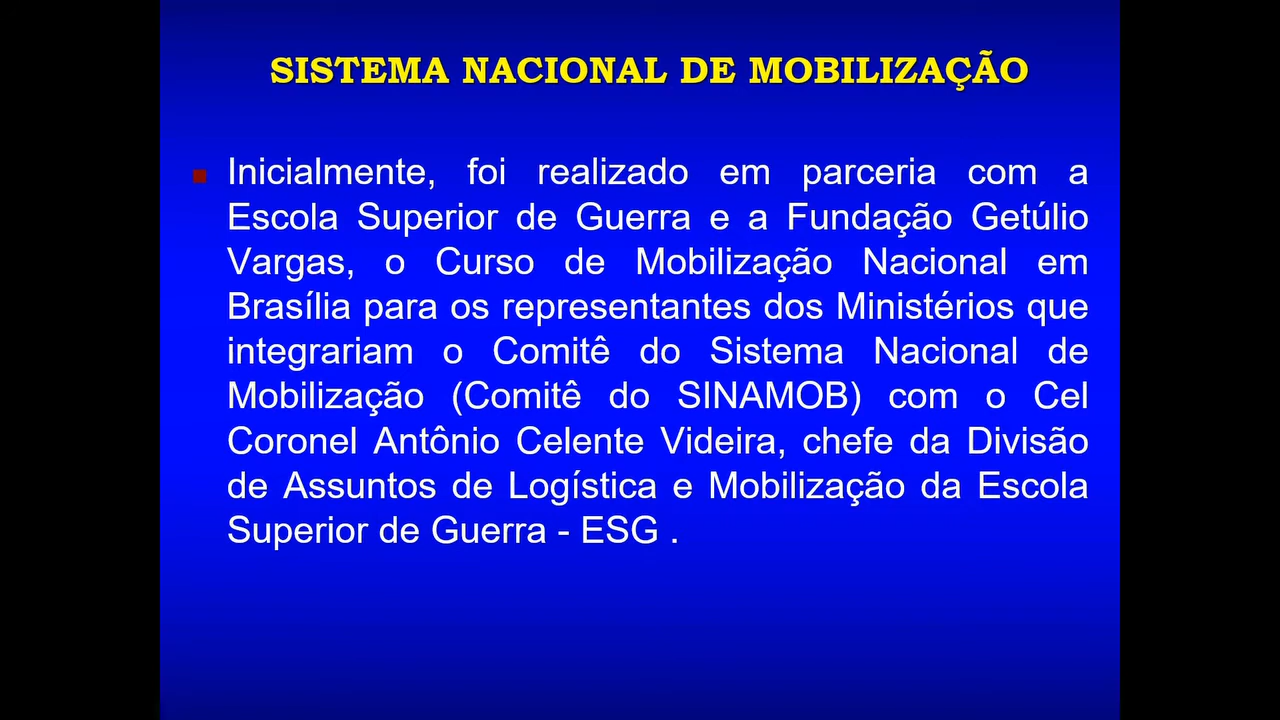 SISTEMA NACIONAL DE MOBILIZAÇÃO
Inicialmente, foi realizado em parceria com a
Escola Superior de Guerra e a Fundação Getúlio
Vargas, o Curso de Mobilização Nacional em
Brasília para os representantes dos Ministérios que
integrariam o Comitê do Sistema Nacional de
Mobilização (Comitê do SINAMOB) com o Cel
Coronel Antônio Celente Videira, chefe da Divisão
de Assuntos de Logística e Mobilização da Escola
Superior de Guerra - ESG .